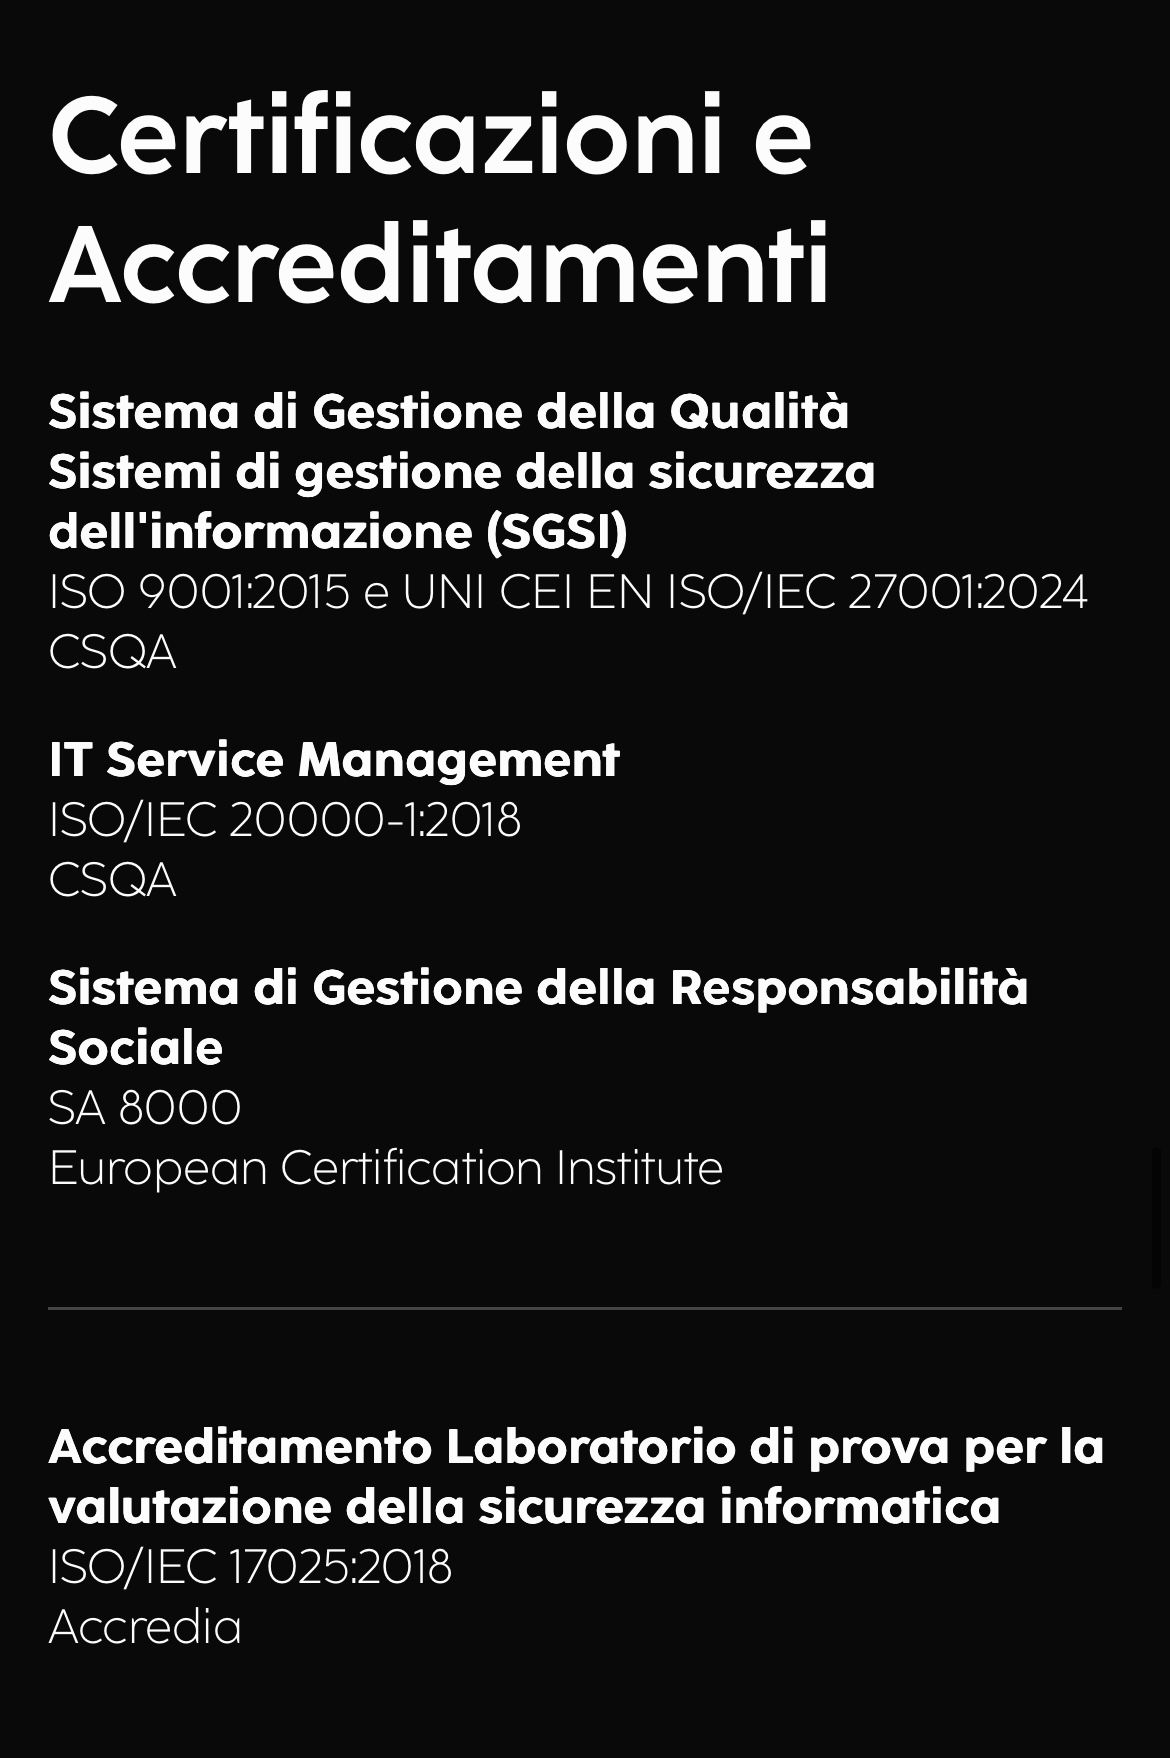 Certificazioni e
Accreditamenti
Sistema di Gestione della Qualità
Sistemi di gestione della sicurezza
dell'informazione (SGSI)
ISO 9001:2015 e UNI CEI EN ISO/IEC 27001:2024
CSQA
IT Service Management
ISO/IEC 20000-1:2018
CSQA
Sistema di Gestione della Responsabilità
Sociale
SA 8000
European Certification Institute
Accreditamento Laboratorio di prova per la
valutazione della sicurezza informatica
ISO/IEC 17025:2018
Accredia